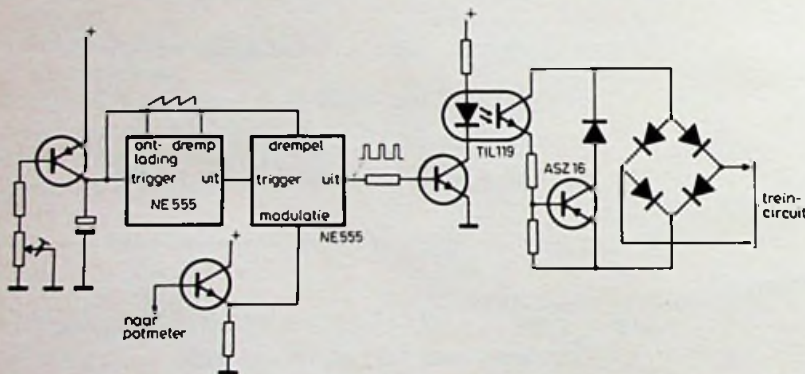 +
+
ont- dremp
lading
trigger uit
NE555
drempel
trigger uit
modulatie
NE555
+
naar
potmeter
TIL119
ASZ16
trein-
circuit